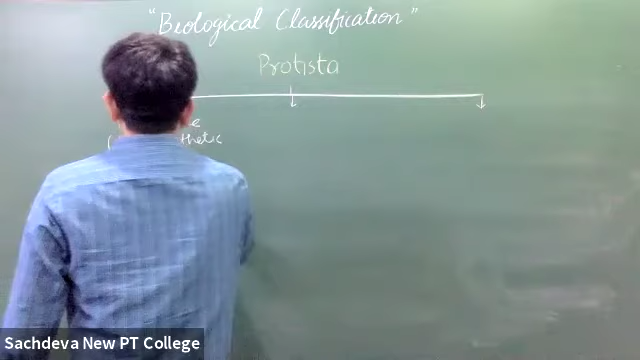 "Biological Classification"
Protista
Sachdeva New PT College